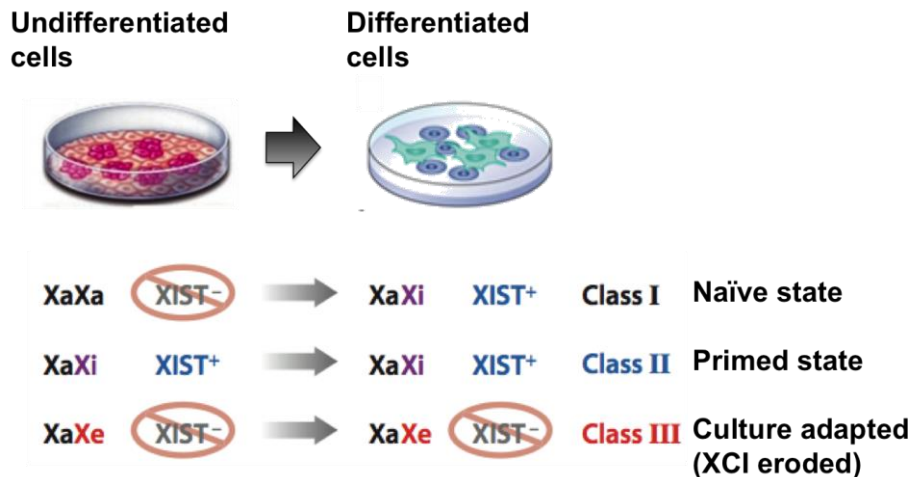 Undifferentiated cells
Differentiated cells
XaXa XIST⁻ XaXi XIST⁺ Class I Naïve state
XaXi XIST⁺ XaXi XIST⁺ Class II Primed state
XaXe XIST⁻ XaXe XIST⁻ Class III Culture adapted
(XCI eroded)